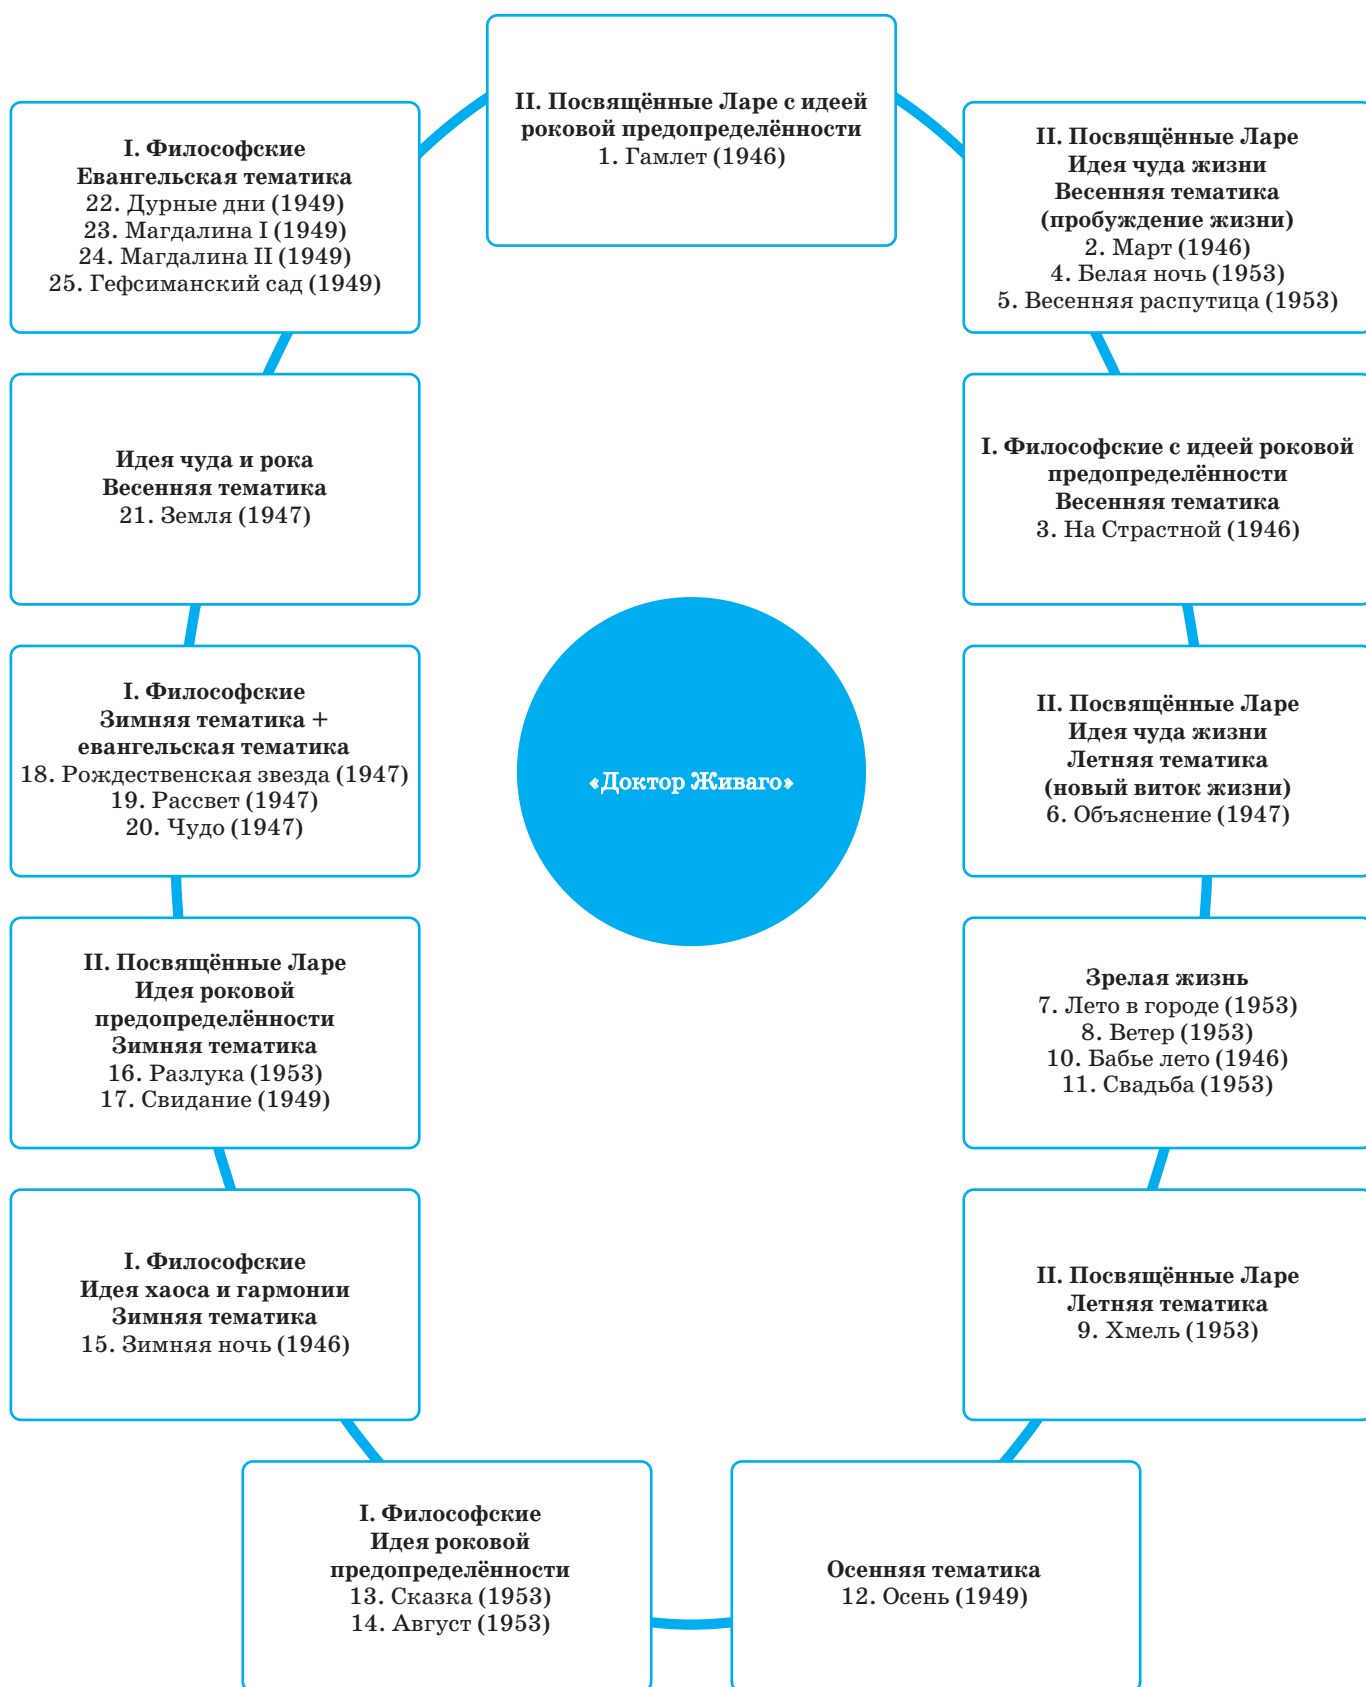 II. Посвящённые Ларе с идеей
роковой предопределённости
1. Гамлет (1946)
II. Посвящённые Ларе
Идея чуда жизни
Весенняя тематика
(пробуждение жизни)
2. Март (1946)
4. Белая ночь (1953)
5. Весенняя распутица (1953)
I. Философские с идеей роковой
предопределённости
Весенняя тематика
3. На Страстной (1946)
II. Посвящённые Ларе
Идея чуда жизни
Летняя тематика
(новый виток жизни)
6. Объяснение (1947)
Зрелая жизнь
7. Лето в городе (1953)
8. Ветер (1953)
10. Бабье лето (1946)
11. Свадьба (1953)
II. Посвящённые Ларе
Летняя тематика
9. Хмель (1953)
Осенняя тематика
12. Осень (1949)
I. Философские
Идея роковой
предопределённости
13. Сказка (1953)
14. Август (1953)
I. Философские
Идея хаоса и гармонии
Зимняя тематика
15. Зимняя ночь (1946)
II. Посвящённые Ларе
Идея роковой
предопределённости
Зимняя тематика
16. Разлука (1953)
17. Свидание (1949)
I. Философские
Зимняя тематика +
евангельская тематика
18. Рождественская звезда (1947)
19. Рассвет (1947)
20. Чудо (1947)
Идея чуда и рока
Весенняя тематика
21. Земля (1947)
I. Философские
Евангельская тематика
22. Дурные дни (1949)
23. Магдалина I (1949)
24. Магдалина II (1949)
25. Гефсиманский сад (1949)
«Доктор Живаго»